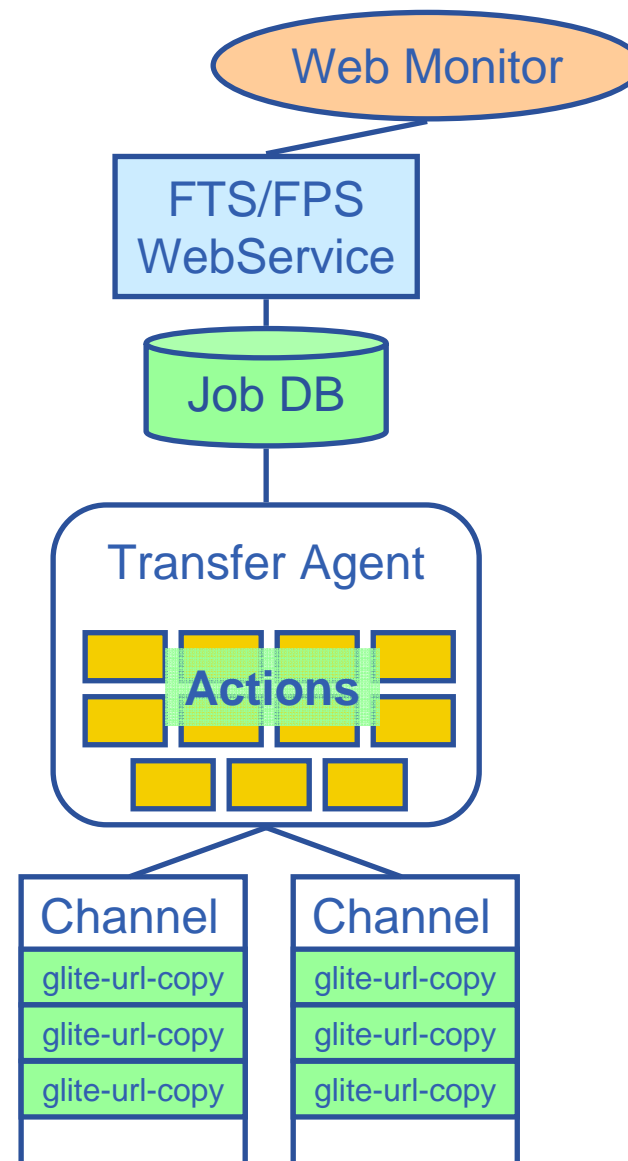 Web Monitor
FTS/FPS
WebService
Job DB
Transfer Agent
Actions
Channel
glite-url-copy
glite-url-copy
glite-url-copy
Channel
glite-url-copy
glite-url-copy
glite-url-copy